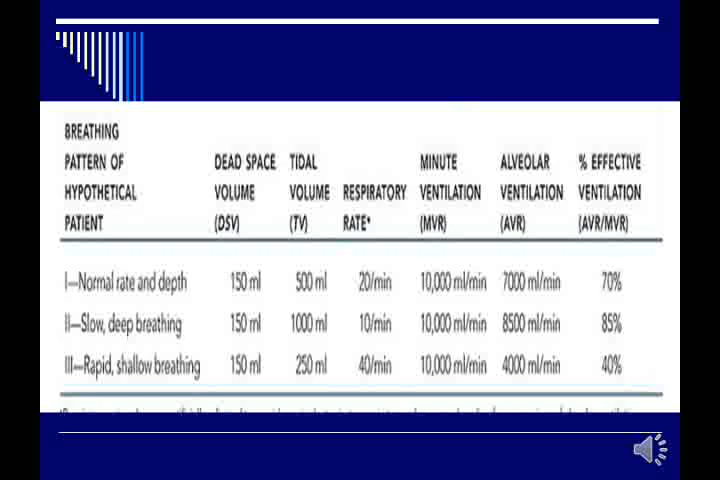 BREATHING
PATTERN OF DEAD SPACE TIDAL MINUTE ALVEOLAR % EFFECTIVE
HYPOTHETICAL VOLUME VOLUME RESPIRATORY VENTILATION VENTILATION VENTILATION
PATIENT (DSV) (TV) RATE* (MVR) (AVR) (AVR/MVR)
I—Normal rate and depth 150 ml 500 ml 20/min 10,000 ml/min 7000 ml/min 70%
II—Slow, deep breathing 150 ml 1000 ml 10/min 10,000 ml/min 8500 ml/min 85%
III—Rapid, shallow breathing 150 ml 250 ml 40/min 10,000 ml/min 4000 ml/min 40%